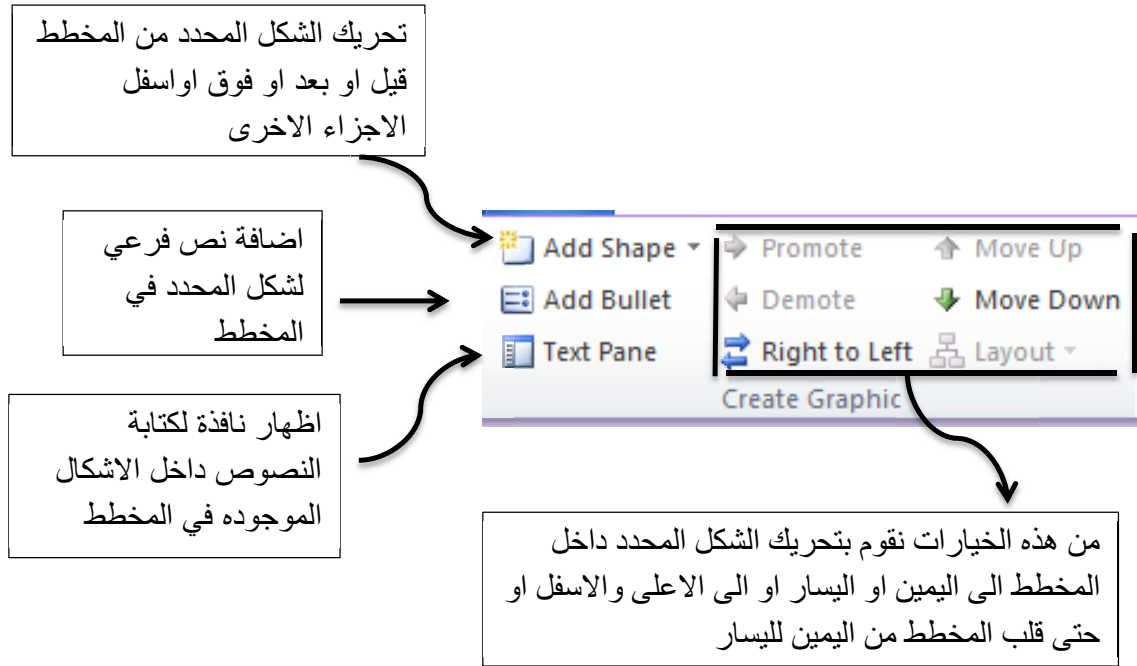 تحريك الشكل المحدد من المخطط
قيل او بعد او فوق اواسفل
الاجزاء الاخرى
اضافة نص فرعي
لشكل المحدد في
المخطط
اظهار نافذة لكتابة
النصوص داخل الاشكال
الموجوده في المخطط
Add Shape Promote Move Up
Add Bullet Demote Move Down
Text Pane Right to Left Layout
Create Graphic
من هذه الخيارات نقوم بتحريك الشكل المحدد داخل
المخطط الى اليمين او اليسار او الى الاعلى والاسفل او
حتى قلب المخطط من اليمين لليسار